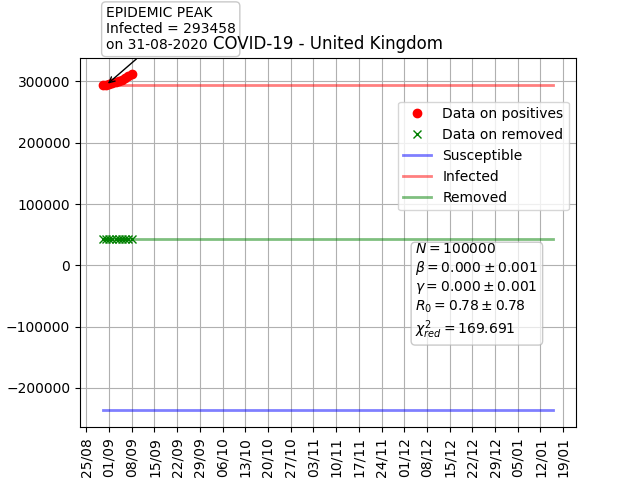 EPIDEMIC PEAK
Infected = 293458
on 31-08-2020
COVID-19 - United Kingdom
300000
200000
100000
0
−100000
−200000
Data on positives
Data on removed
Susceptible
Infected
Removed
N = 100000
β = 0.000 ± 0.001
γ = 0.000 ± 0.001
R₀ = 0.78 ± 0.78
χ²red = 169.691
25/08
01/09
08/09
15/09
22/09
29/09
06/10
13/10
20/10
27/10
03/11
10/11
17/11
24/11
01/12
08/12
15/12
22/12
29/12
05/01
12/01
19/01